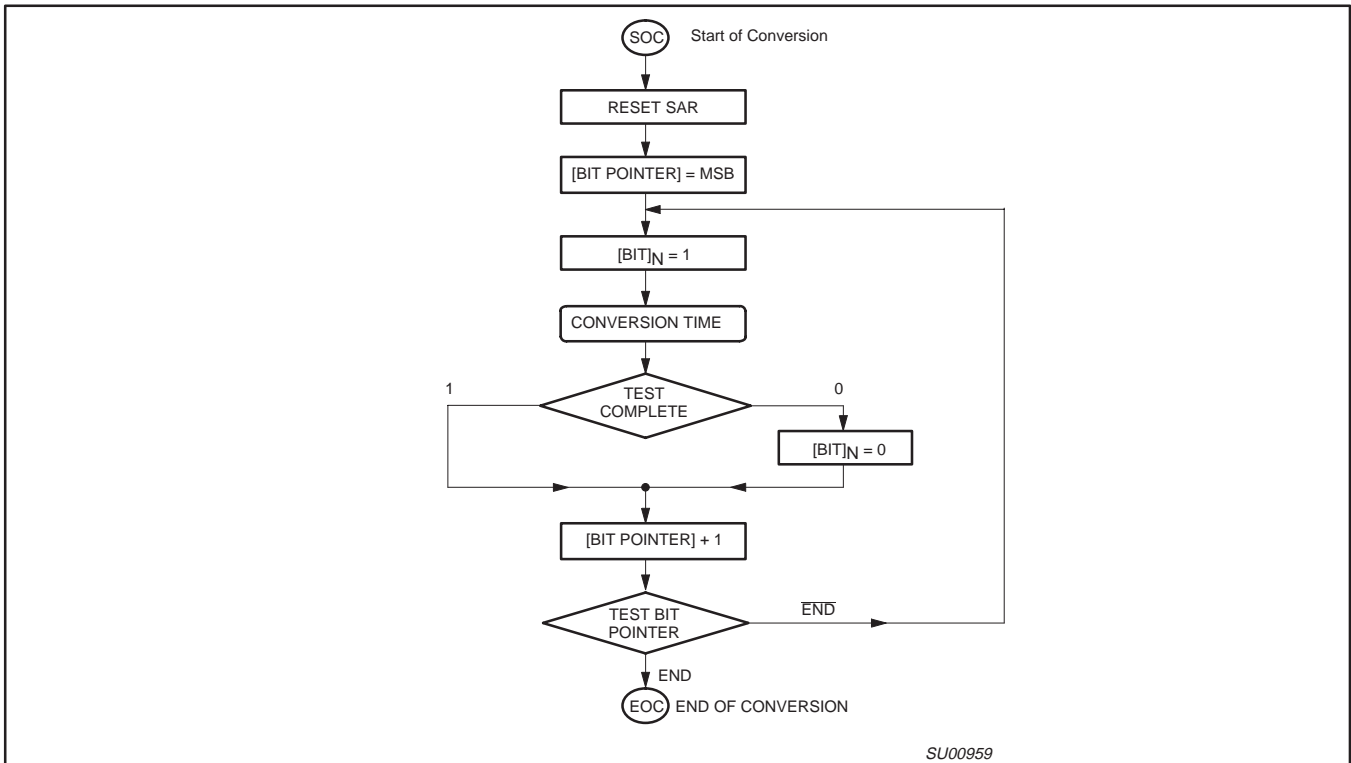 SOC Start of Conversion
RESET SAR
[BIT POINTER] = MSB
[BIT]N = 1
CONVERSION TIME
1
TEST
COMPLETE
0
[BIT]N = 0
[BIT POINTER] + 1
TEST BIT
POINTER
END
END
EOC END OF CONVERSION
SU00959